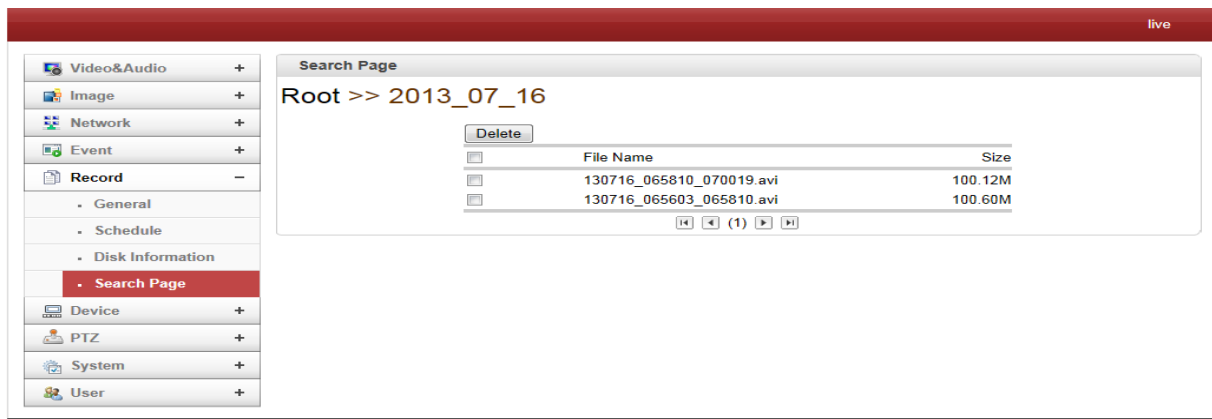 live
Video&Audio +
Image +
Network +
Event +
Record −
General
Schedule
Disk Information
Search Page
Device +
PTZ +
System +
User +
Search Page
Root >> 2013_07_16
Delete
File Name Size
130716_065810_070019.avi 100.12M
130716_065603_065810.avi 100.60M
(1)